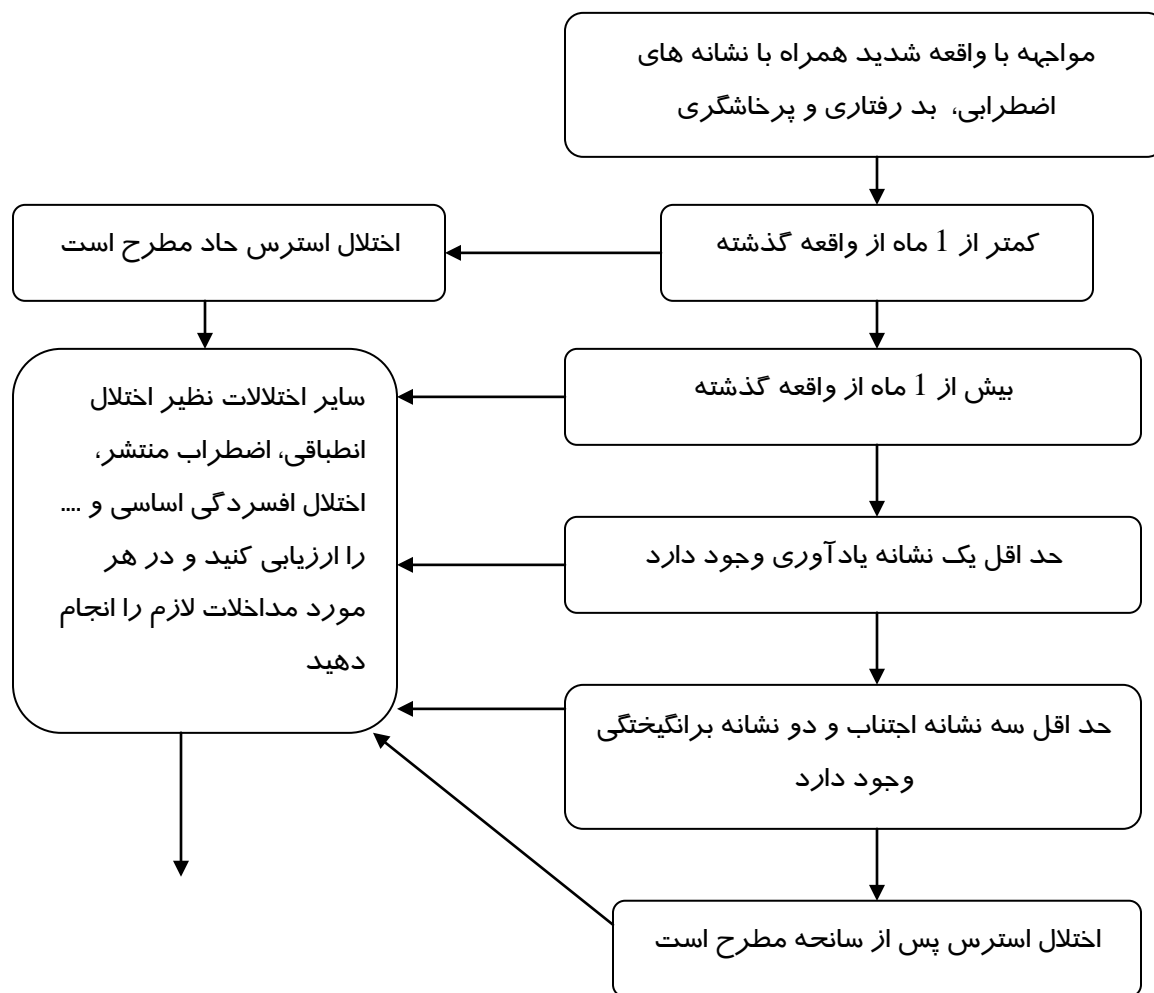 مواجهه با واقعه شدید همراه با نشانه های
اضطرابی، بد رفتاری و پرخاشگری
کمتر از 1 ماه از واقعه گذشته
اختلال استرس حاد مطرح است
بیش از 1 ماه از واقعه گذشته
سایر اختلالات نظیر اختلال
انطباقی، اضطراب منتشر،
اختلال افسردگی اساسی و ....
را ارزیابی کنید و در هر
مورد مداخلات لازم را انجام
دهید
حد اقل یک نشانه یادآوری وجود دارد
حد اقل سه نشانه اجتناب و دو نشانه برانگیختگی
وجود دارد
اختلال استرس پس از سانحه مطرح است